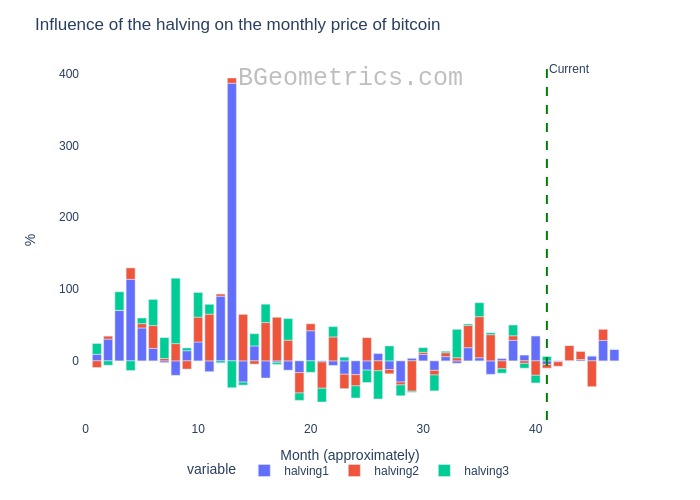 Influence of the halving on the monthly price of bitcoin
BGeometrics.com
Current
400
300
200
100
0
%
0 10 20 30 40
Month (approximately)
variable halving1 halving2 halving3